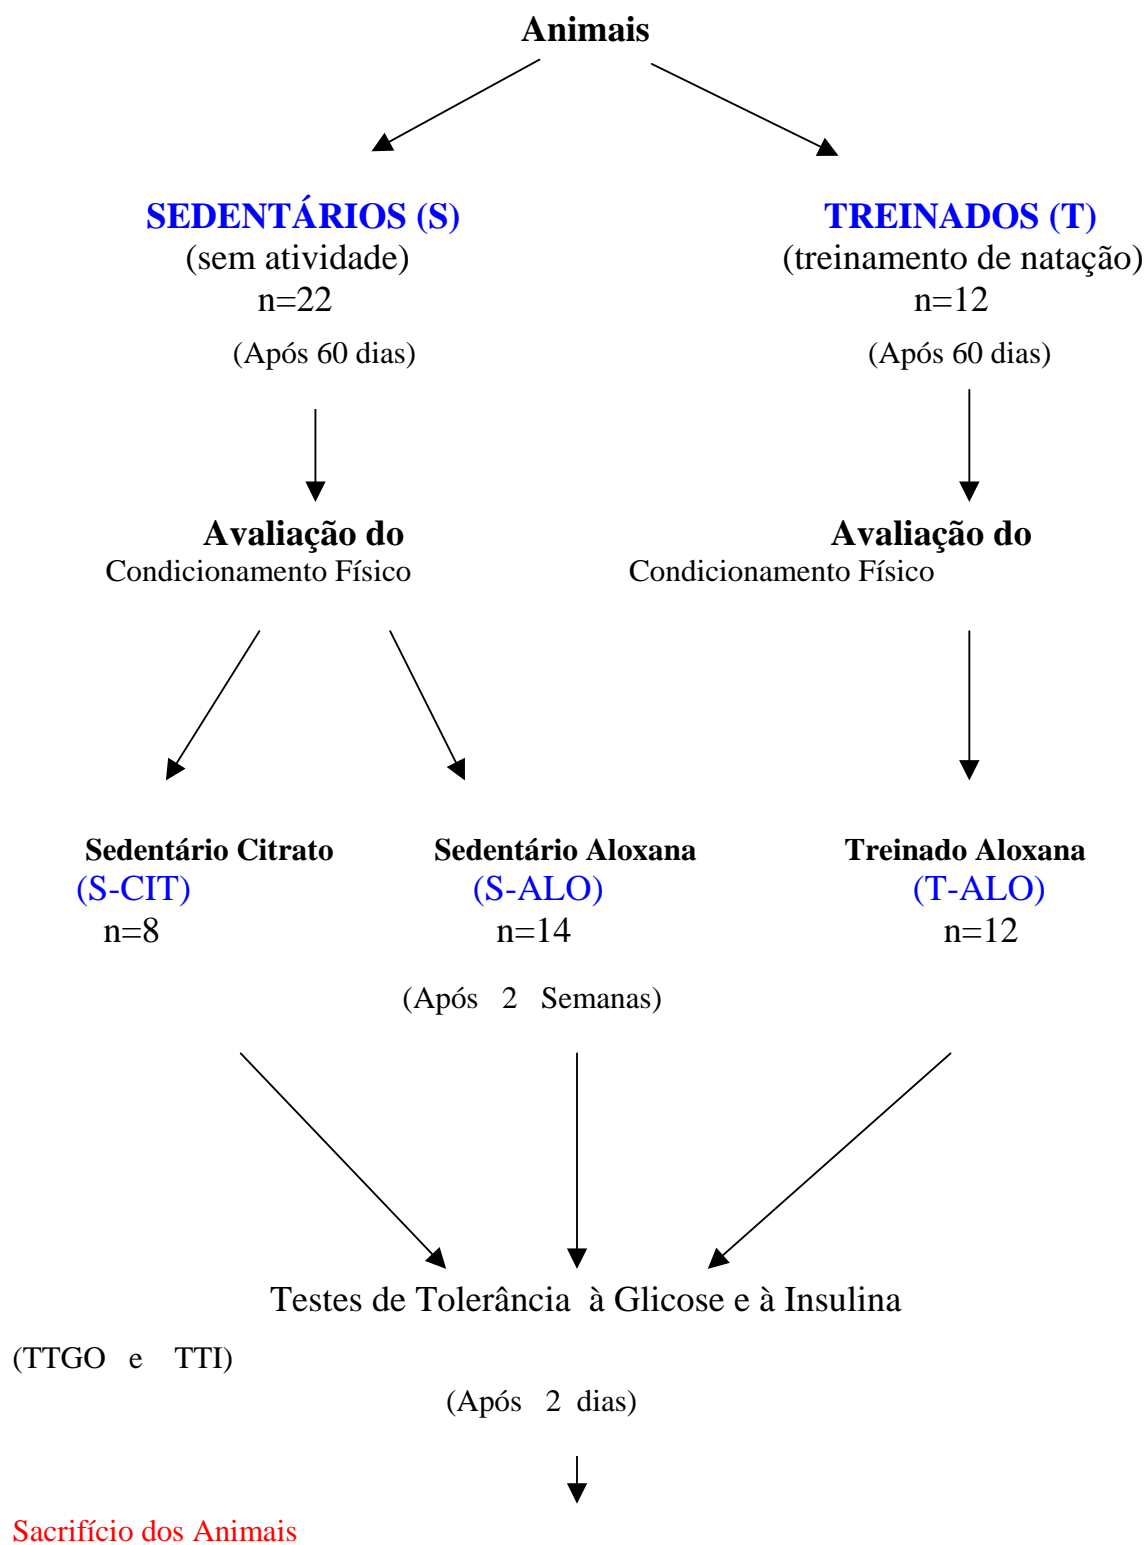 Animais
SEDENTÁRIOS (S)
(sem atividade)
n=22
(Após 60 dias)
TREINADOS (T)
(treinamento de natação)
n=12
(Após 60 dias)
Avaliação do
Condicionamento Físico
Avaliação do
Condicionamento Físico
Sedentário Citrato
(S-CIT)
n=8
Sedentário Aloxana
(S-ALO)
n=14
Treinado Aloxana
(T-ALO)
n=12
(Após 2 Semanas)
Testes de Tolerância à Glicose e à Insulina
(TTGO e TTI)
(Após 2 dias)
Sacrifício dos Animais